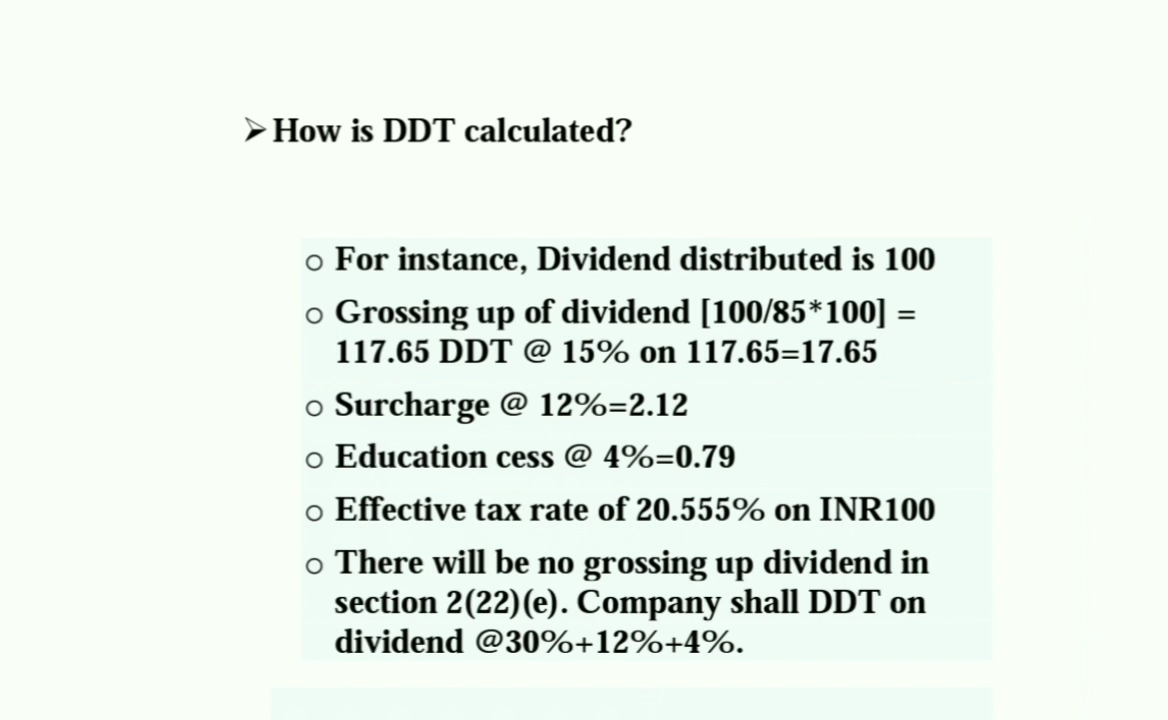 ➢ How is DDT calculated?
○ For instance, Dividend distributed is 100
○ Grossing up of dividend [100/85*100] =
117.65 DDT @ 15% on 117.65=17.65
○ Surcharge @ 12%=2.12
○ Education cess @ 4%=0.79
○ Effective tax rate of 20.555% on INR100
○ There will be no grossing up dividend in
section 2(22)(e). Company shall DDT on
dividend @30%+12%+4%.